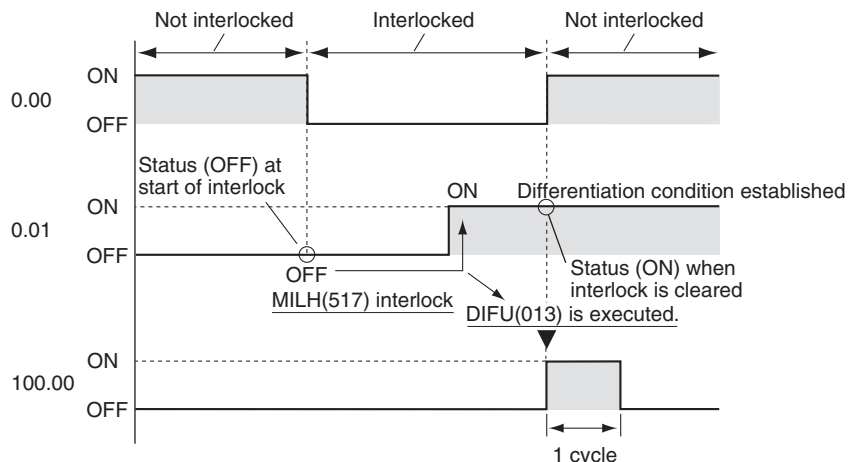 Not interlocked
Interlocked
Not interlocked
ON
0.00
OFF
Status (OFF) at
start of interlock
ON
Differentiation condition established
ON
0.01
OFF
OFF
Status (ON) when
interlock is cleared
MILH(517) interlock
DIFU(013) is executed.
ON
100.00
OFF
1 cycle